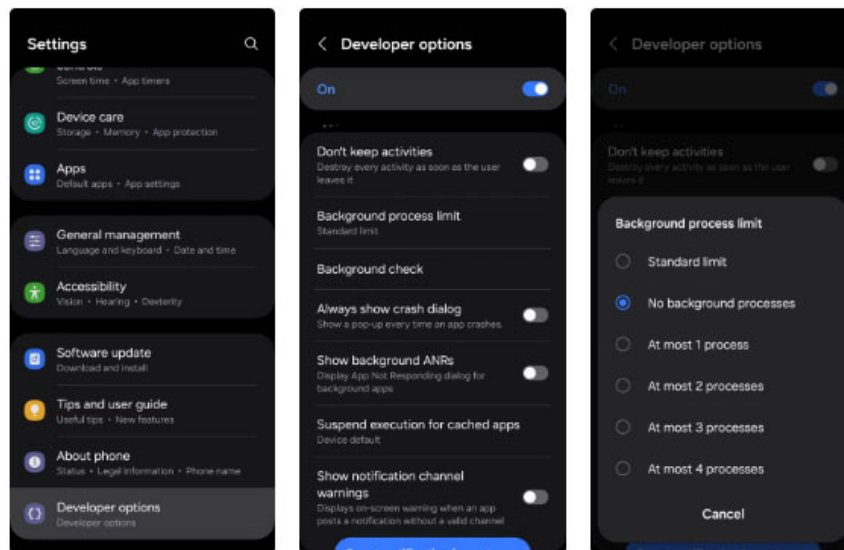 Settings
Screen time • App timers
Device care
Storage • Memory • App protection
Apps
Default apps • App settings
General management
Language and keyboard • Date and time
Accessibility
Vision • Hearing • Dexterity
Software update
Download and install
Tips and user guide
Useful tips • New features
About phone
Status • Legal information • Phone name
Developer options
Developer options
Developer options
On
Don't keep activities
Destroy every activity as soon as the user
leaves it
Background process limit
Standard limit
Background check
Always show crash dialog
Show a pop-up every time an app crashes.
Show background ANRs
Display App Not Responding dialog for
background apps
Suspend execution for cached apps
Device default
Show notification channel
warnings
Displays on-screen warning when an app
posts a notification without a valid channel
Developer options
On
Don't keep activities
Destroy every activity as soon as the user
leaves it
Background process limit
Standard limit
No background processes
At most 1 process
At most 2 processes
At most 3 processes
At most 4 processes
Cancel